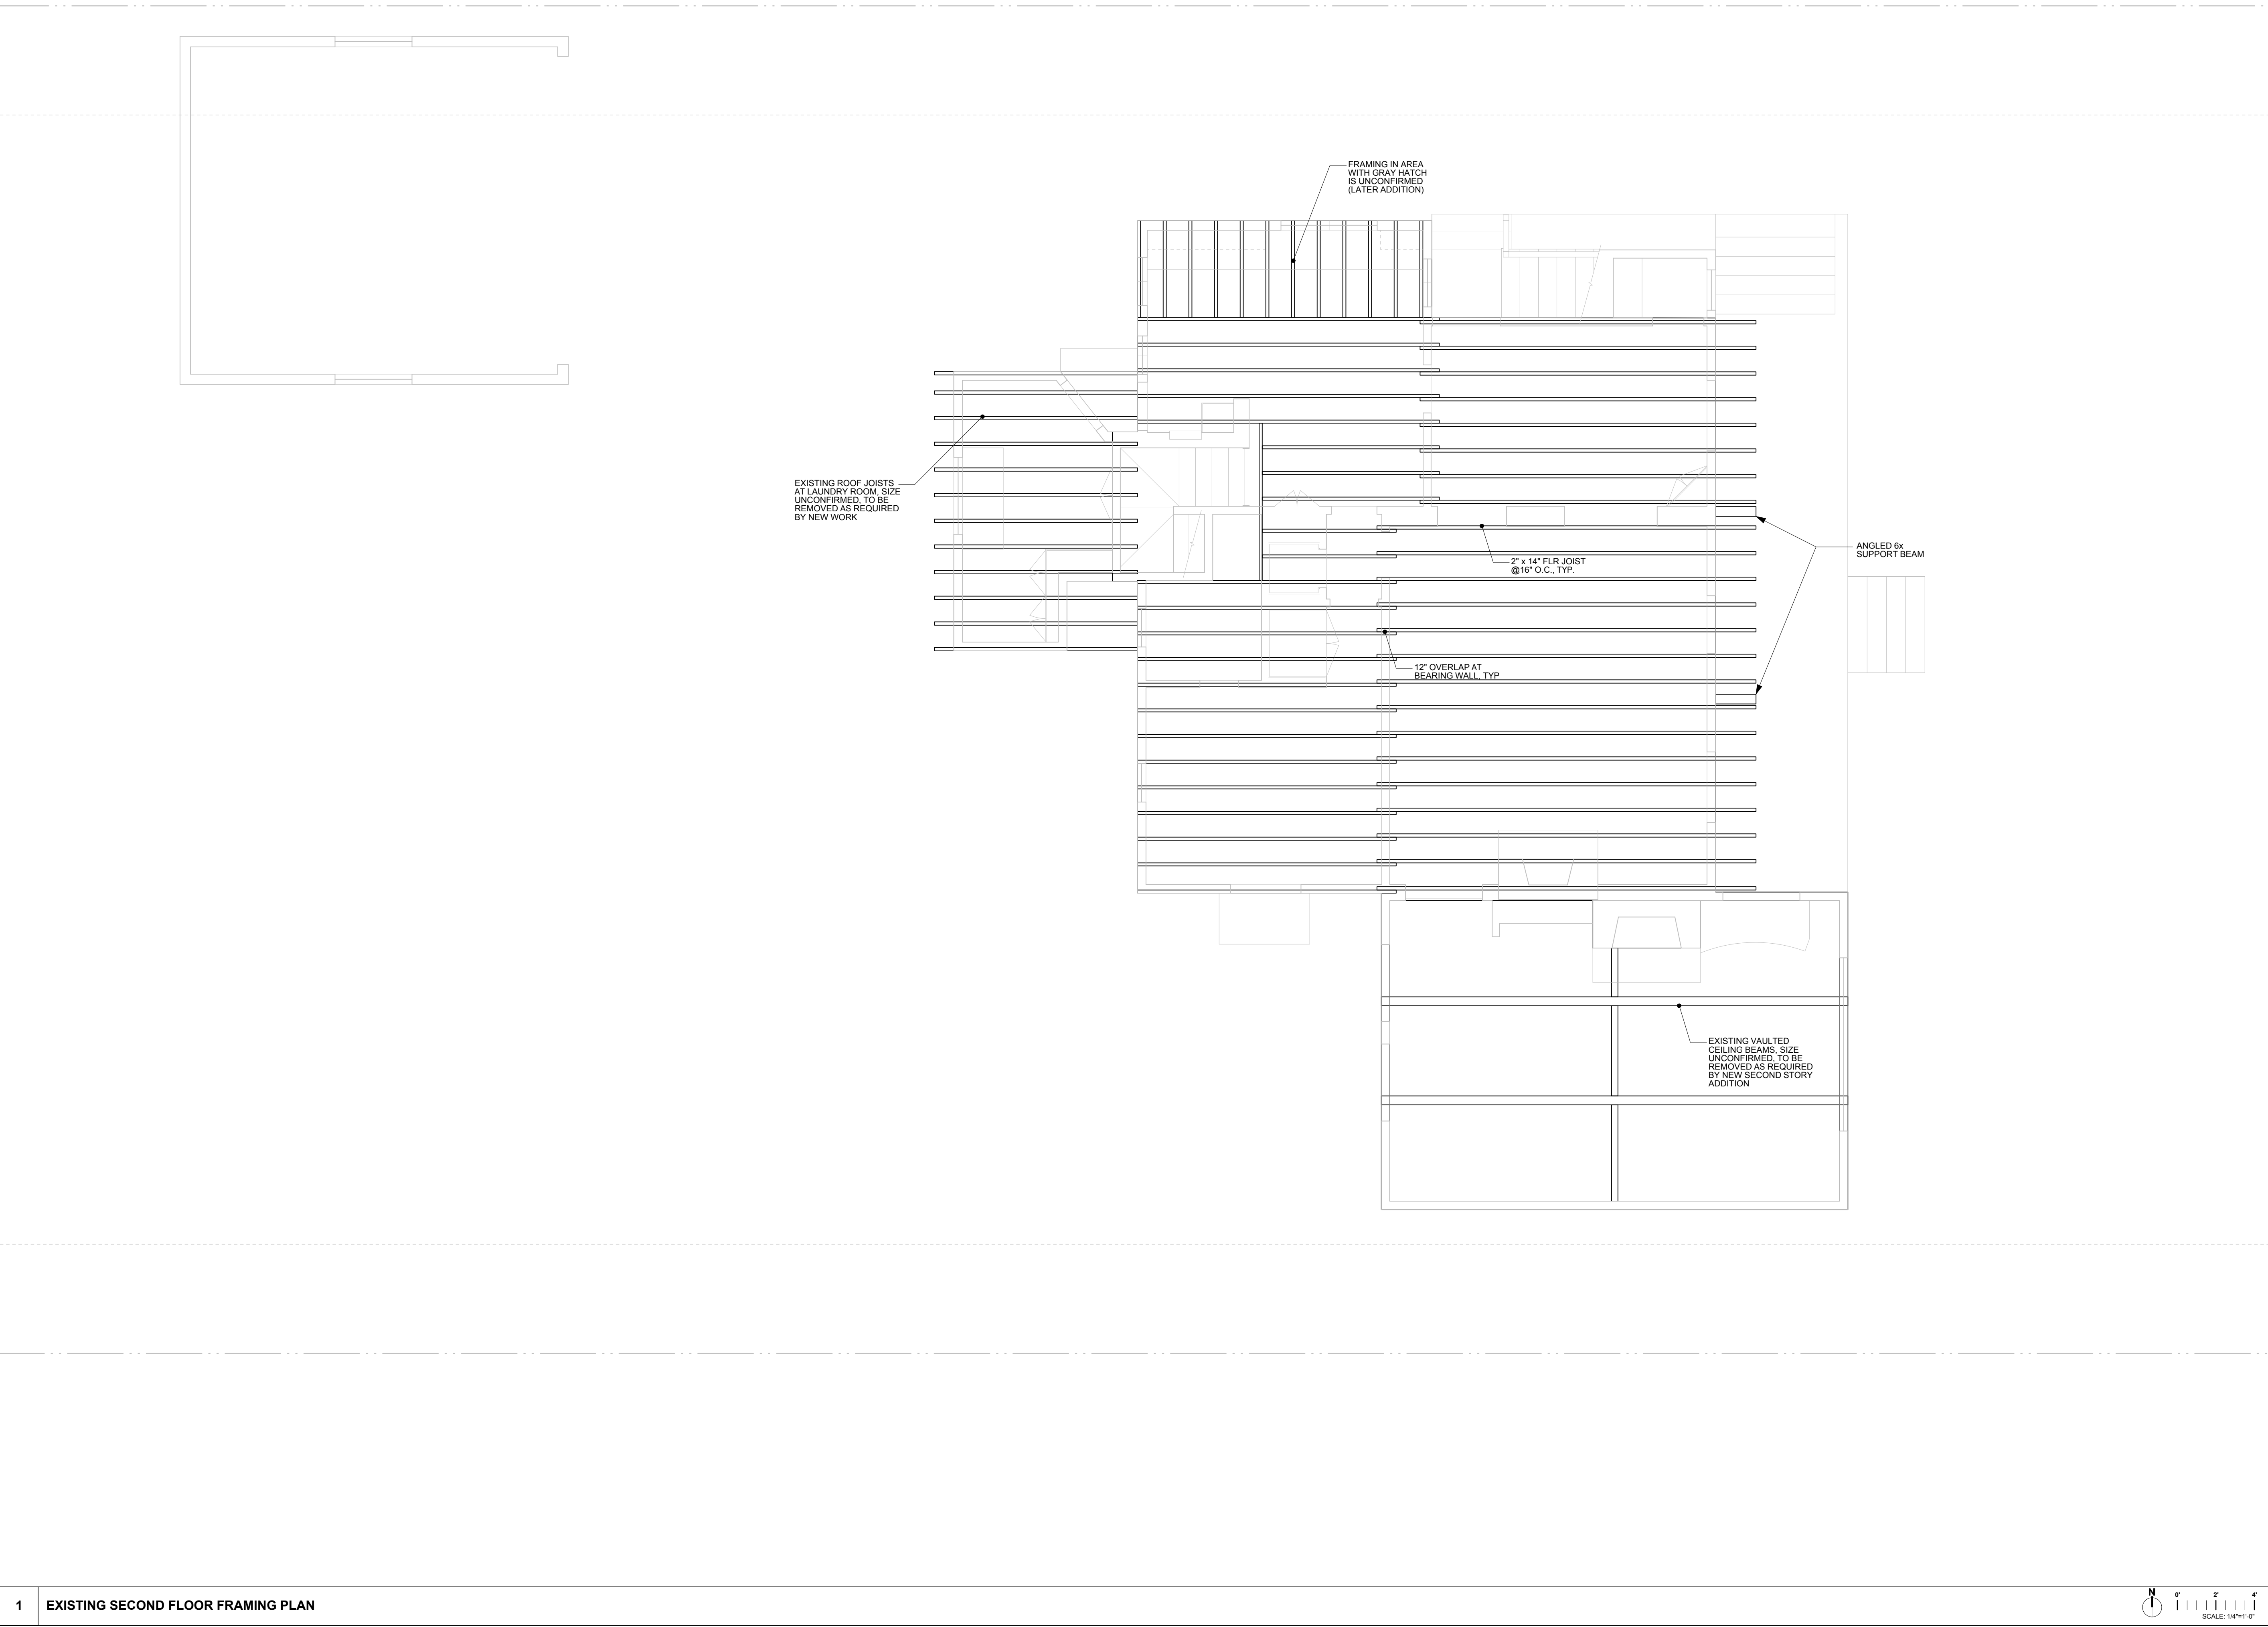 FRAMING IN AREA
WITH GRAY HATCH
IS UNCONFIRMED
(LATER ADDITION)
EXISTING ROOF JOISTS
AT LAUNDRY ROOM, SIZE
UNCONFIRMED, TO BE
REMOVED AS REQUIRED
BY NEW WORK
ANGLED 6x
SUPPORT BEAM
2" x 14" FLR JOIST
@16" O.C., TYP.
12" OVERLAP AT
BEARING WALL, TYP
EXISTING VAULTED
CEILING BEAMS, SIZE
UNCONFIRMED, TO BE
REMOVED AS REQUIRED
BY NEW SECOND STORY
ADDITION
1 EXISTING SECOND FLOOR FRAMING PLAN
N 0' 2' 4'
SCALE: 1/4"=1'-0"